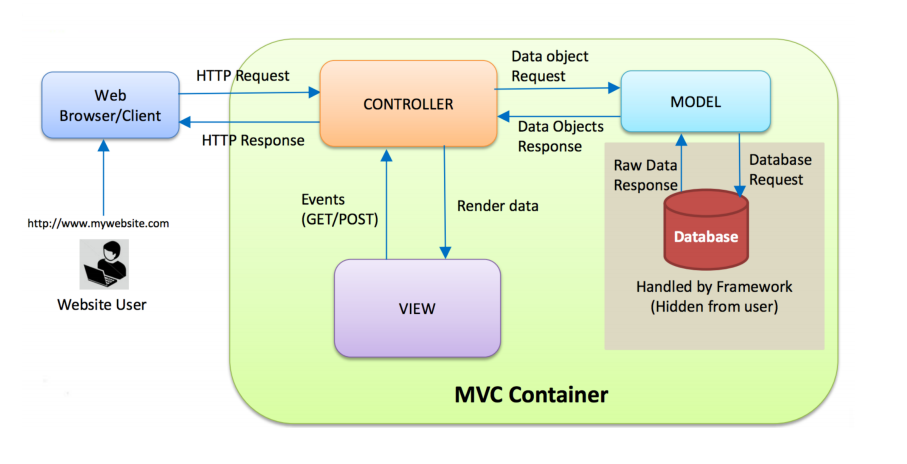 HTTP Request
Web
Browser/Client
HTTP Response
http://www.mywebsite.com
Website User
CONTROLLER
Data object
Request
Data Objects
Response
MODEL
Events
(GET/POST)
Render data
VIEW
Raw Data
Response
Database
Request
Database
Handled by Framework
(Hidden from user)
MVC Container